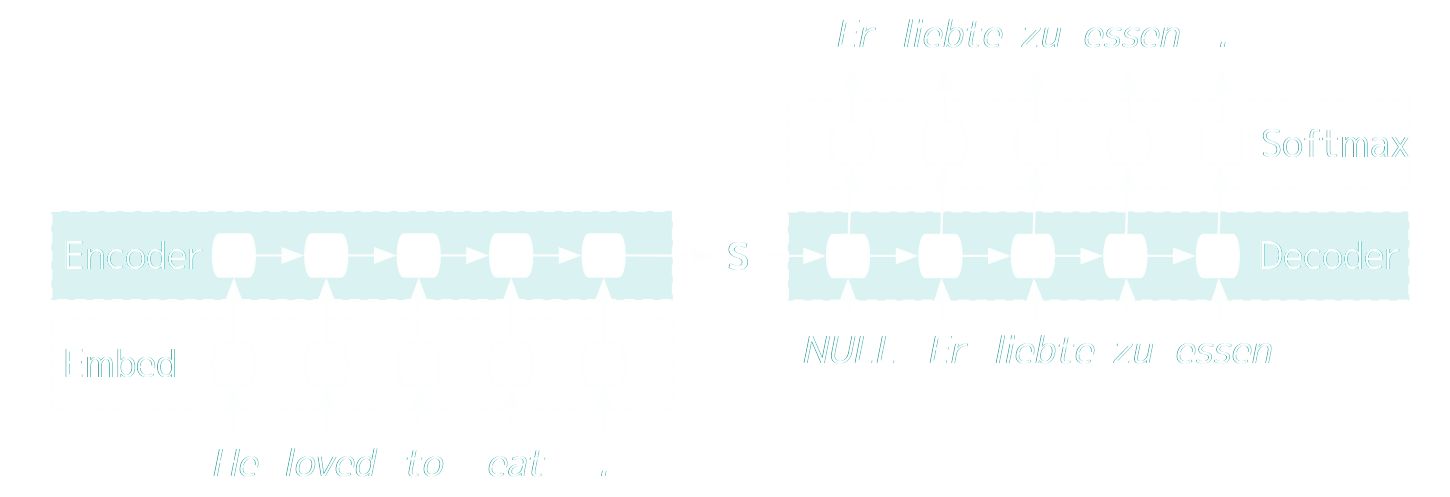 Er liebte zu essen .
Softmax
Encoder S Decoder
Embed NULL Er liebte zu essen
He loved to eat .